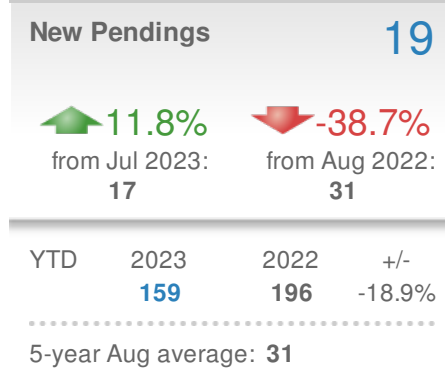 New Pendings 19
11.8% -38.7%
from Jul 2023: from Aug 2022:
17 31
YTD 2023 2022 +/-
159 196 -18.9%
5-year Aug average: 31